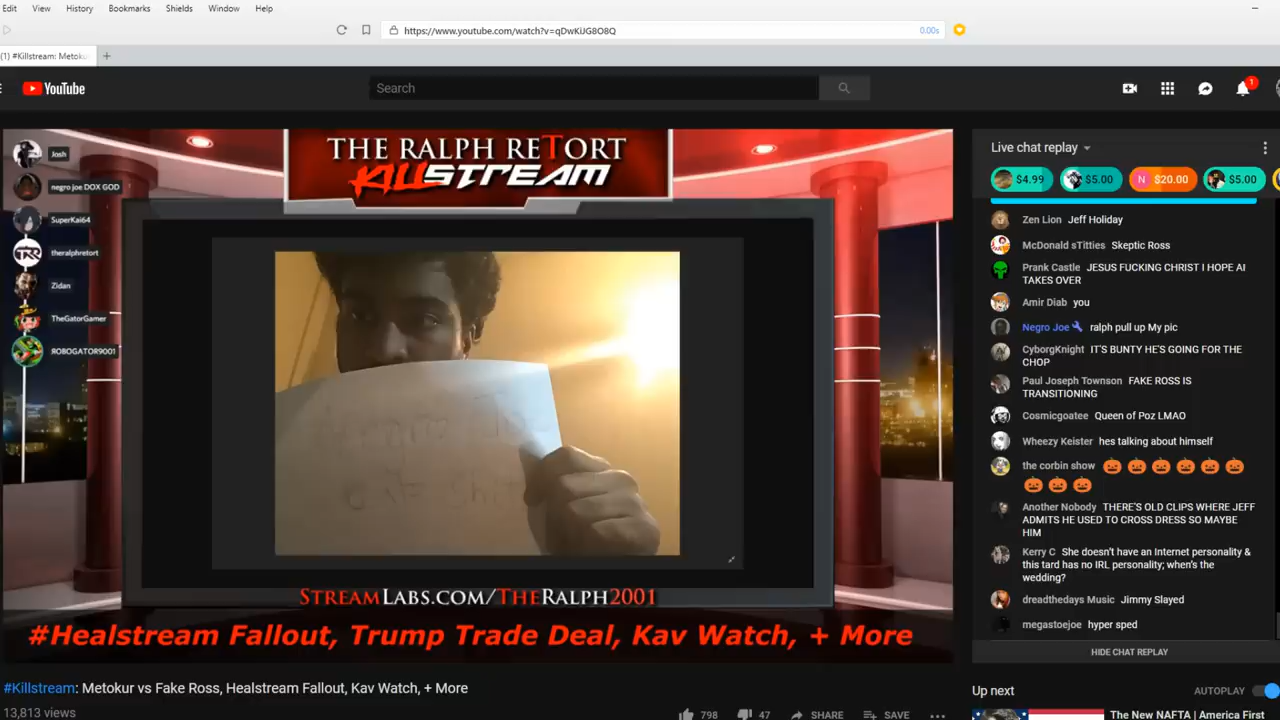 Edit View History Bookmarks Shields Window Help
https://www.youtube.com/watch?v=qDwKiJG8O8Q 0.00s
(1) #Killstream: Metoku
YouTube
Search
1
THE RALPH RETORT
KILLSTREAM
Josh
negro joe DOX GOD
SuperKai64
theralphretort
Zidan
TheGatorGamer
ROBOGATOR9001
STREAMLABS.COM/THERALPH2001
#Healstream Fallout, Trump Trade Deal, Kav Watch, + More
#Killstream: Metokur vs Fake Ross, Healstream Fallout, Kav Watch, + More
13,813 views
798 47 SHARE SAVE
Live chat replay
$4.99 $5.00 N $20.00 $5.00
Zen Lion Jeff Holiday
McDonald sTitties Skeptic Ross
Prank Castle JESUS FUCKING CHRIST I HOPE AI
TAKES OVER
Amir Diab you
Negro Joe ralph pull up My pic
CyborgKnight IT'S BUNTY HE'S GOING FOR THE
CHOP
Paul Joseph Townson FAKE ROSS IS
TRANSITIONING
Cosmicgoatee Queen of Poz LMAO
Wheezy Keister hes talking about himself
the corbin show 🎃 🎃 🎃 🎃 🎃 🎃
🎃 🎃 🎃
Another Nobody THERE'S OLD CLIPS WHERE JEFF
ADMITS HE USED TO CROSS DRESS SO MAYBE
HIM
Kerry C She doesn't have an Internet personality &
this tard has no IRL personality; when's the
wedding?
dreadthedays Music Jimmy Slayed
megastoejoe hyper sped
HIDE CHAT REPLAY
Up next AUTOPLAY
The New NAFTA | America First